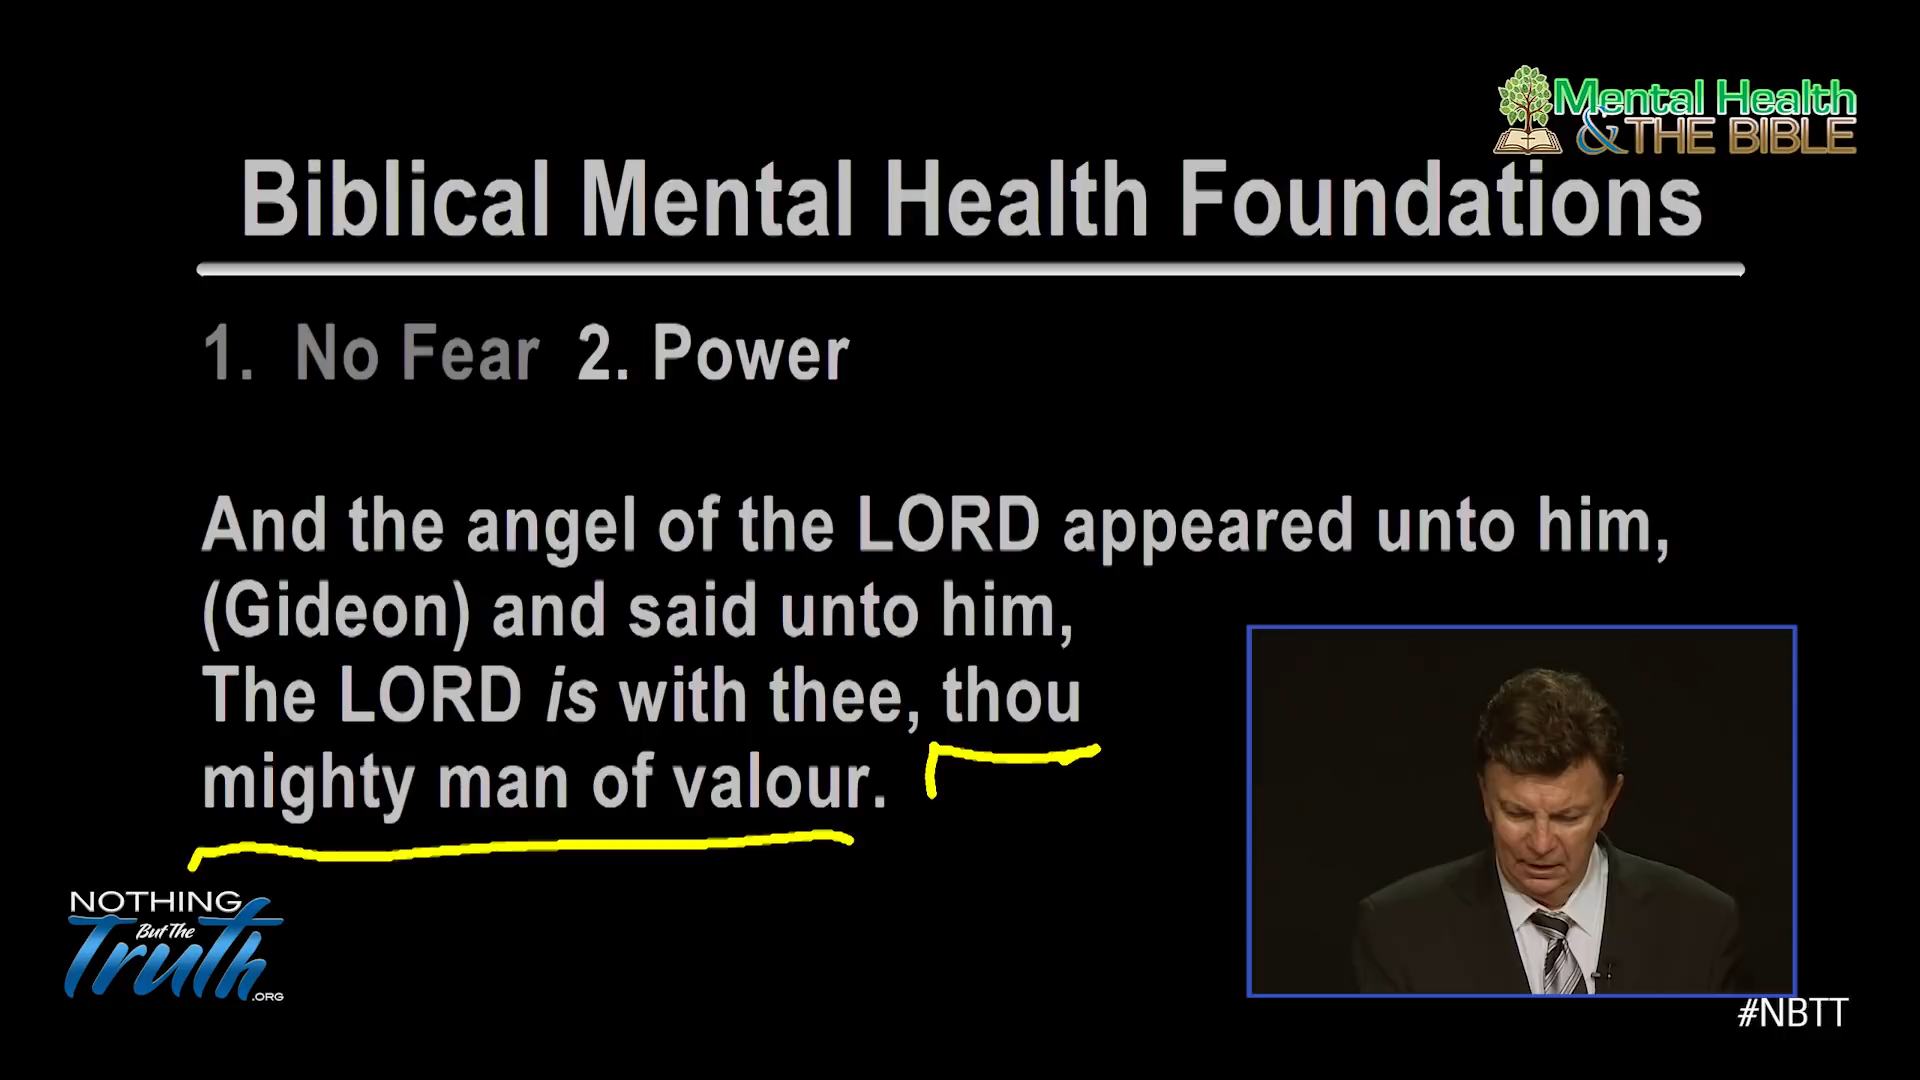 Mental Health
& THE BIBLE
Biblical Mental Health Foundations
1. No Fear 2. Power
And the angel of the LORD appeared unto him,
(Gideon) and said unto him,
The LORD is with thee, thou
mighty man of valour.
NOTHING
But The
Truth
.ORG
#NBTT